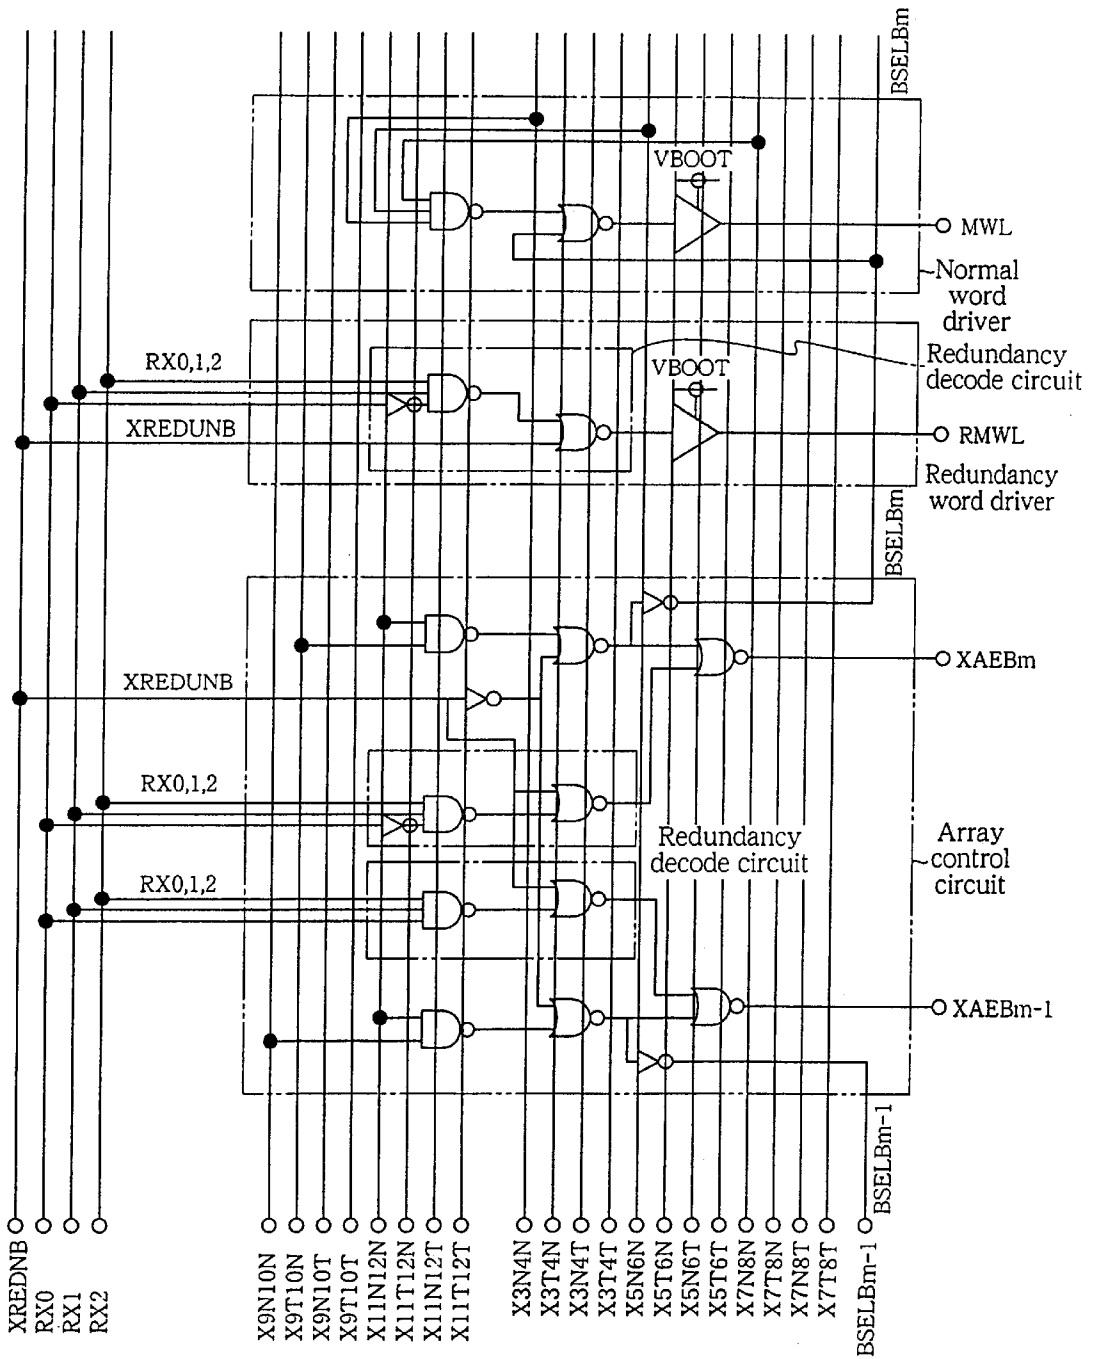 BSELBm
VBOOT
MWL
Normal
word
driver
RX0,1,2
Redundancy
decode circuit
VBOOT
XREDUNB
RMWL
Redundancy
word driver
BSELBm
XAEBm
XREDUNB
RX0,1,2
Redundancy
decode circuit
Array
control
circuit
RX0,1,2
XAEBm-1
BSELBm-1
XREDNB
RX0
RX1
RX2
X9N10N
X9T10N
X9N10T
X9T10T
X11N12N
X11T12N
X11N12T
X11T12T
X3N4N
X3T4N
X3N4T
X3T4T
X5N6N
X5T6N
X5N6T
X5T6T
X7N8N
X7T8N
X7N8T
X7T8T
BSELBm-1